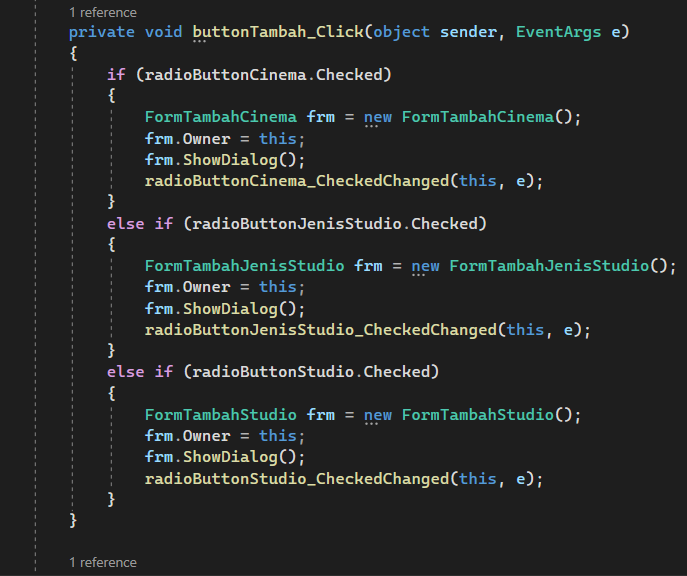 1 reference
private void buttonTambah_Click(object sender, EventArgs e)
{
if (radioButtonCinema.Checked)
{
FormTambahCinema frm = new FormTambahCinema();
frm.Owner = this;
frm.ShowDialog();
radioButtonCinema_CheckedChanged(this, e);
}
else if (radioButtonJenisStudio.Checked)
{
FormTambahJenisStudio frm = new FormTambahJenisStudio();
frm.Owner = this;
frm.ShowDialog();
radioButtonJenisStudio_CheckedChanged(this, e);
}
else if (radioButtonStudio.Checked)
{
FormTambahStudio frm = new FormTambahStudio();
frm.Owner = this;
frm.ShowDialog();
radioButtonStudio_CheckedChanged(this, e);
}
}
1 reference